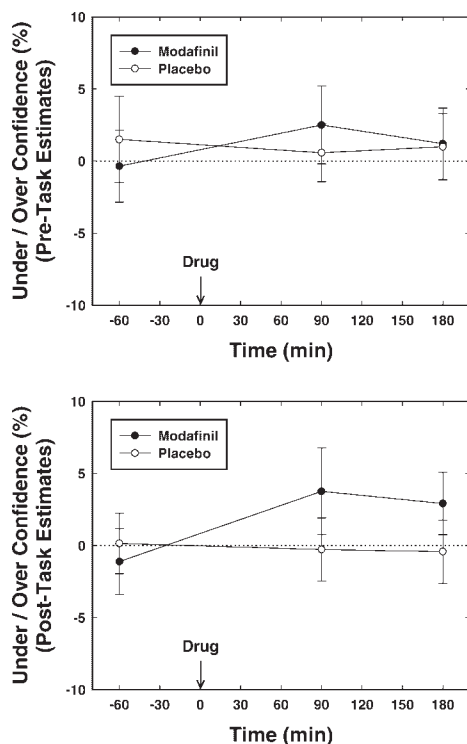 10
5
0
-5
-10
Under / Over Confidence (%)
(Pre-Task Estimates)
Modafinil
Placebo
Drug
-60 -30 0 30 60 90 120 150 180
Time (min)
10
5
0
-5
-10
Under / Over Confidence (%)
(Post-Task Estimates)
Modafinil
Placebo
Drug
-60 -30 0 30 60 90 120 150 180
Time (min)